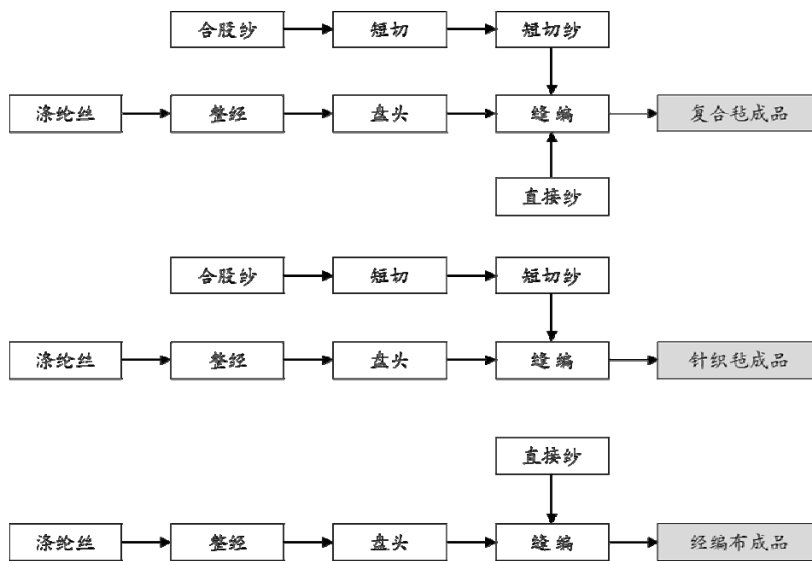 合股纱 短切 短切纱
涤纶丝 整经 盘头 缝编 复合毡成品
直接纱
合股纱 短切 短切纱
涤纶丝 整经 盘头 缝编 针织毡成品
直接纱
涤纶丝 整经 盘头 缝编 经编布成品